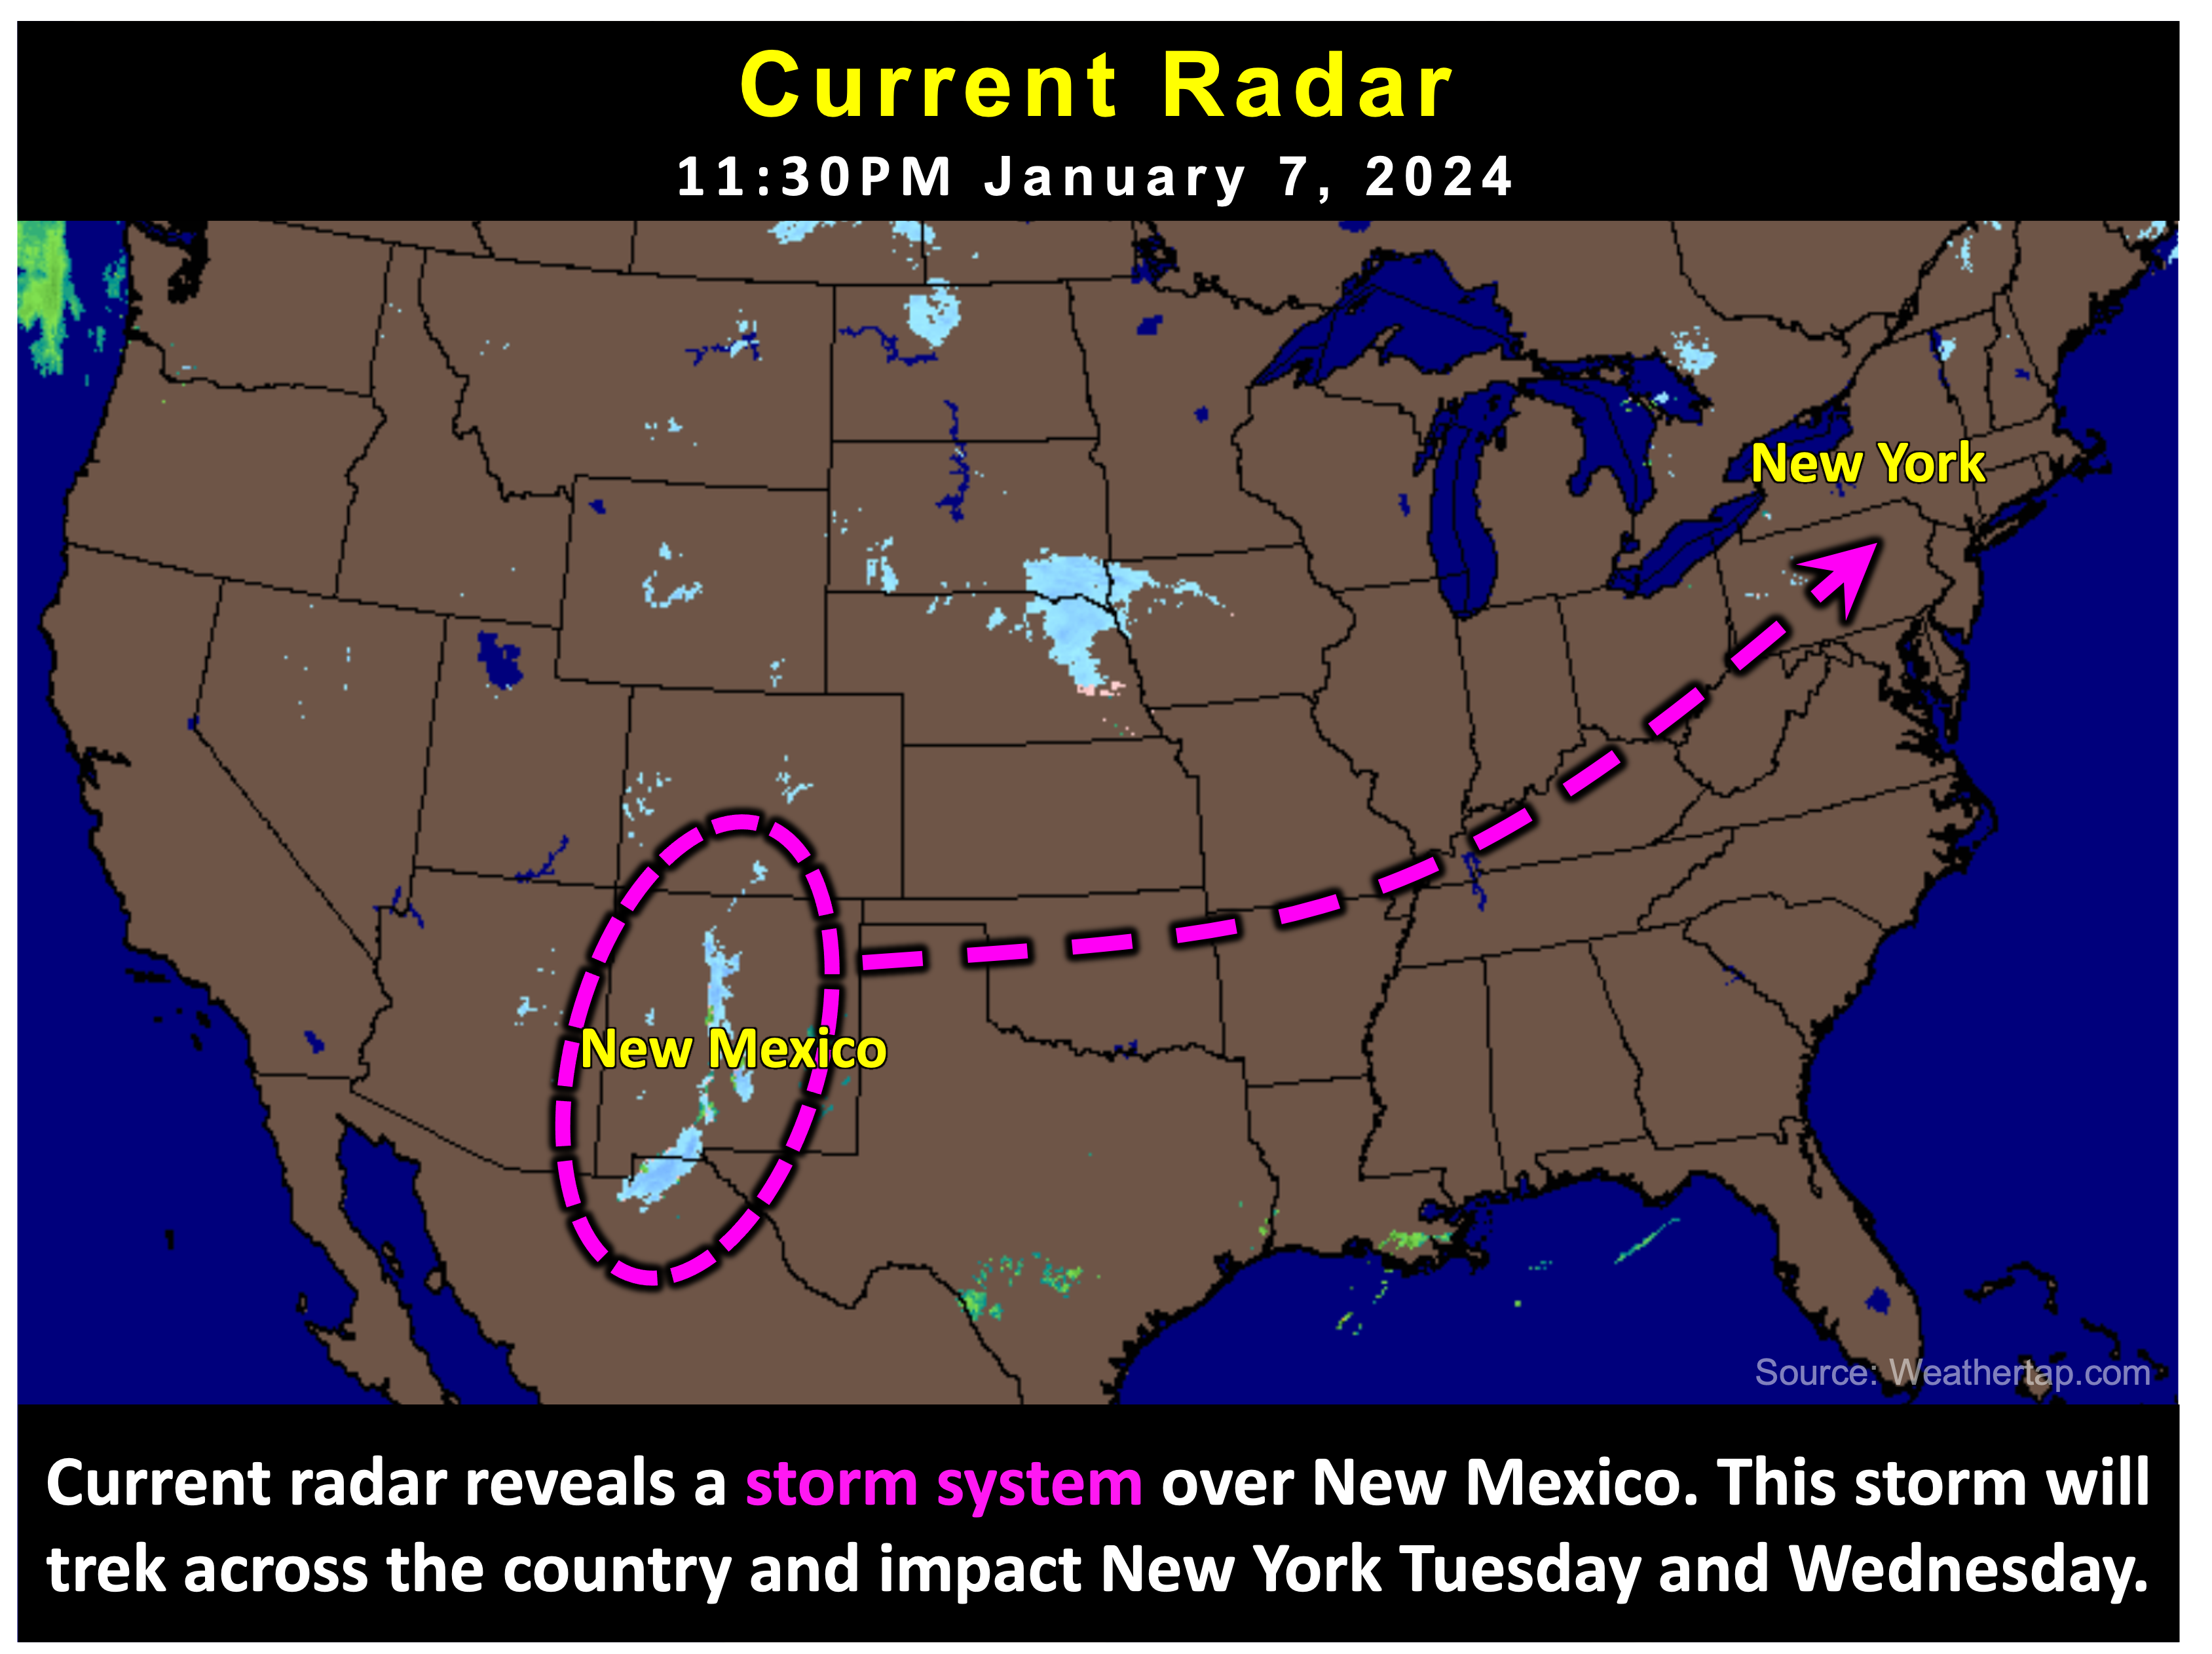 Current Radar
11:30PM January 7, 2024
New York
New Mexico
Source: Weathertap.com
Current radar reveals a storm system over New Mexico. This storm will
trek across the country and impact New York Tuesday and Wednesday.